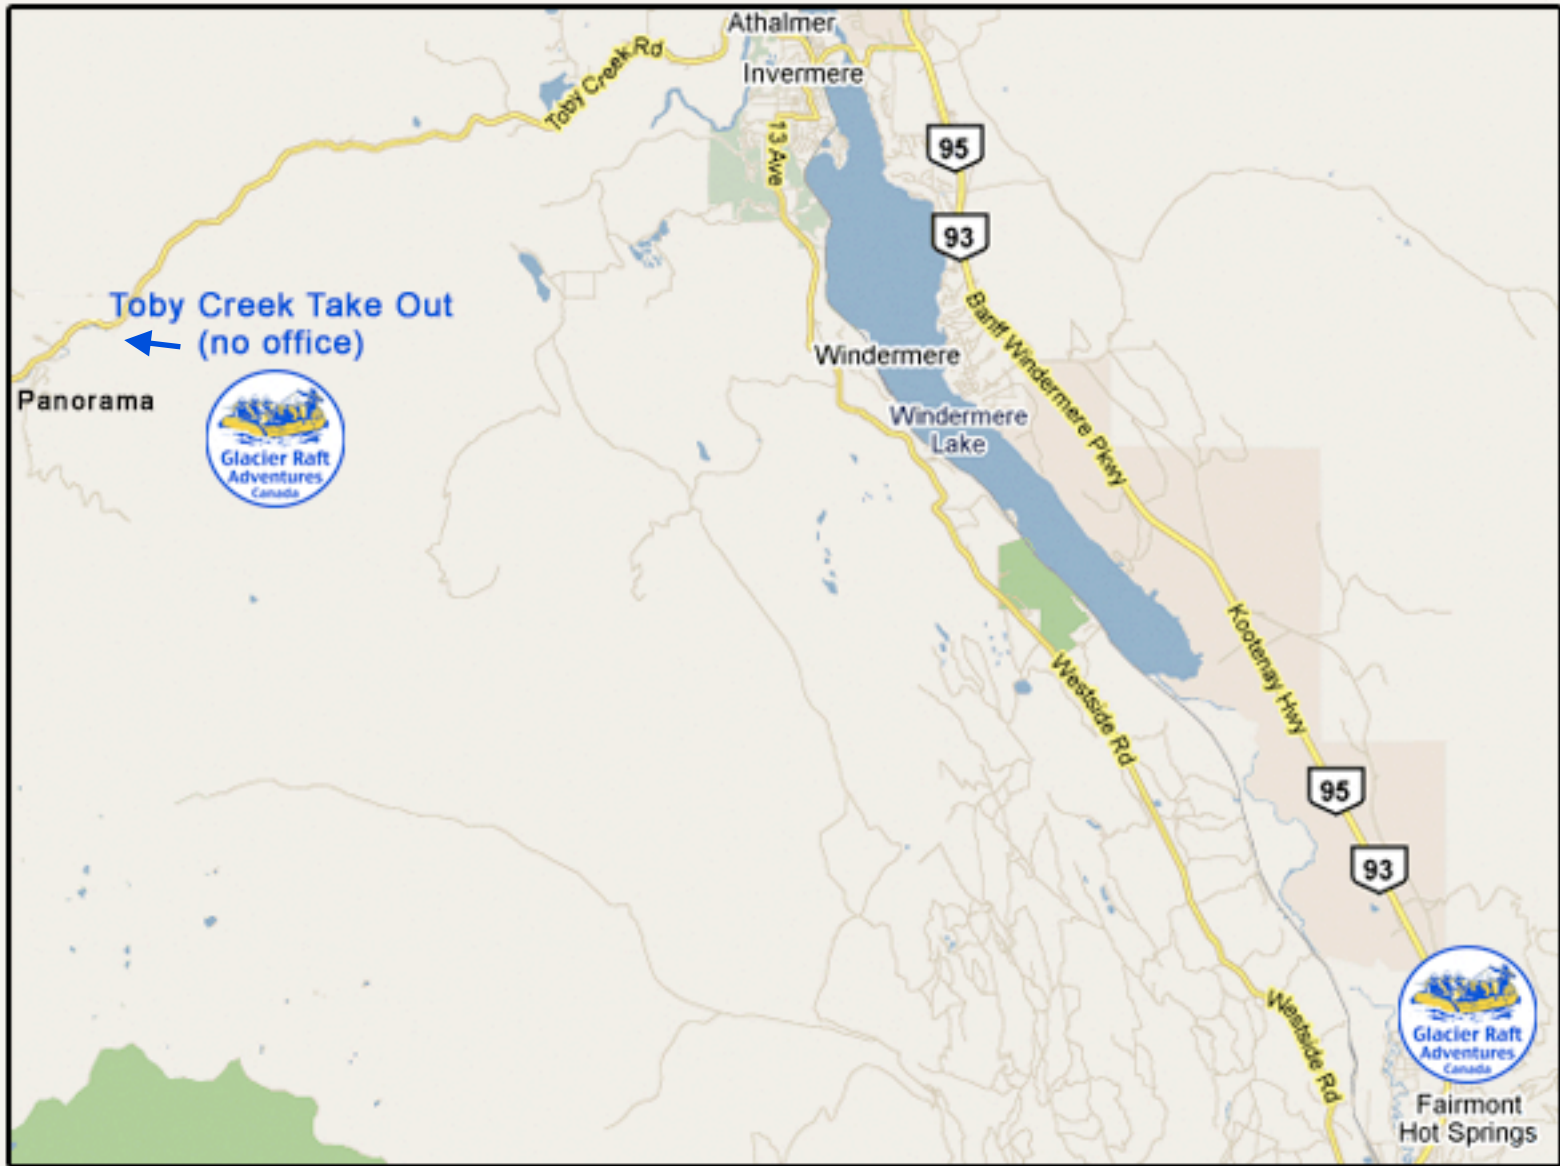 Athalmer
Toby Creek Rd
Invermere
13 Ave
95
93
Toby Creek Take Out
(no office)
Banff Windermere Pkwy
Windermere
Panorama
Windermere
Lake
Glacier Raft
Adventures
Canada
Kootenay Hwy
Westside Rd
95
93
Westside Rd
Glacier Raft
Adventures
Canada
Fairmont
Hot Springs